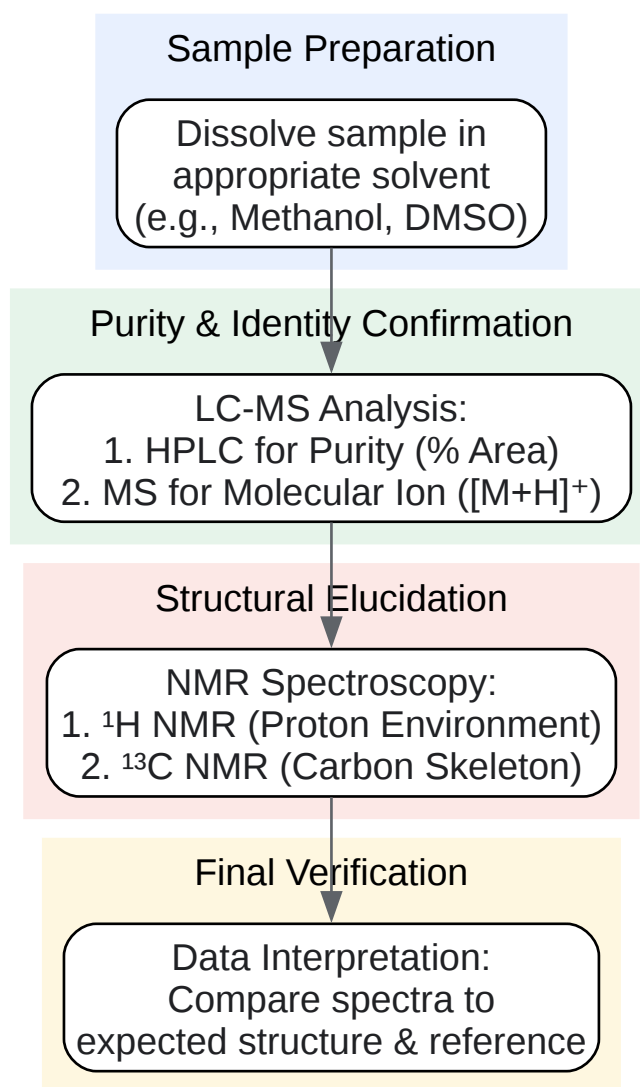 Sample Preparation
Dissolve sample in
appropriate solvent
(e.g., Methanol, DMSO)
Purity & Identity Confirmation
LC-MS Analysis:
1. HPLC for Purity (% Area)
2. MS for Molecular Ion ([M+H]⁺)
Structural Elucidation
NMR Spectroscopy:
1. ¹H NMR (Proton Environment)
2. ¹³C NMR (Carbon Skeleton)
Final Verification
Data Interpretation:
Compare spectra to
expected structure & reference